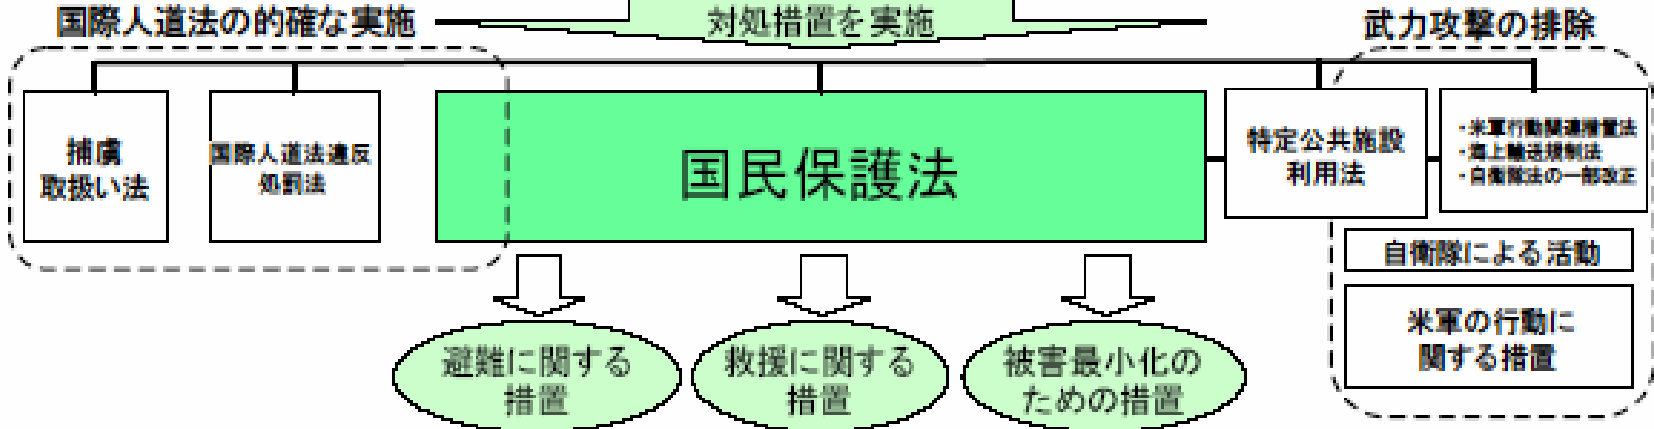 国際人道法の的確な実施
対処措置を実施
武力攻撃の排除
捕虜
取扱い法
国際人道法違反
処罰法
国民保護法
特定公共施設
利用法
・米軍行動関連措置法
・海上輸送規制法
・自衛隊法の一部改正
自衛隊による活動
米軍の行動に
関する措置
避難に関する
措置
救援に関する
措置
被害最小化の
ための措置